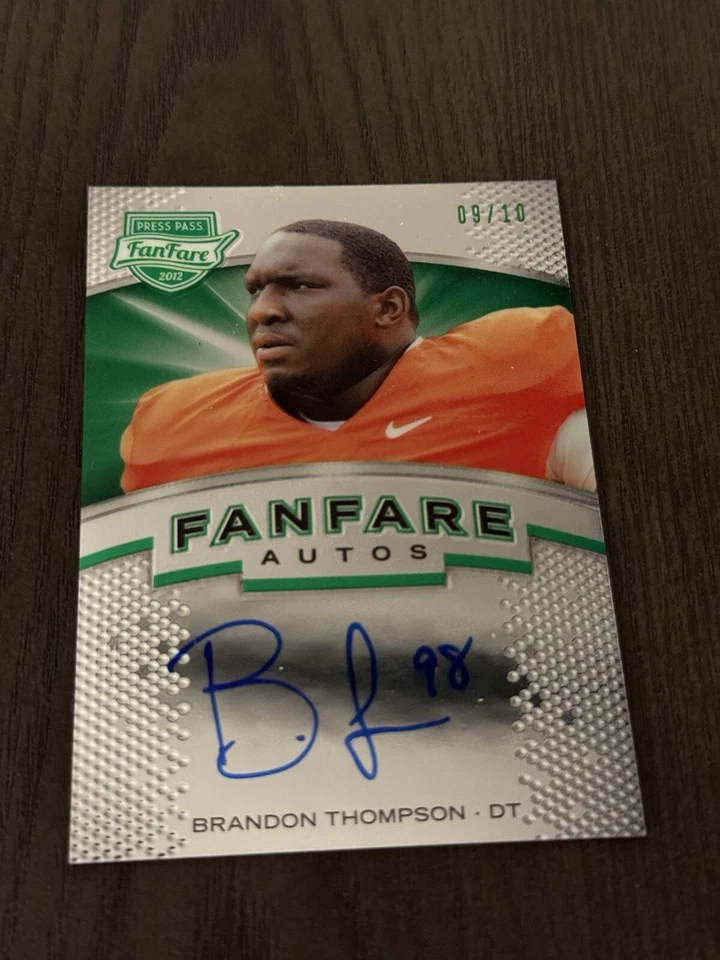 PRESS PASS
FanFare
2012
09/10
FANFARE
AUTOS
98
BRANDON THOMPSON · DT